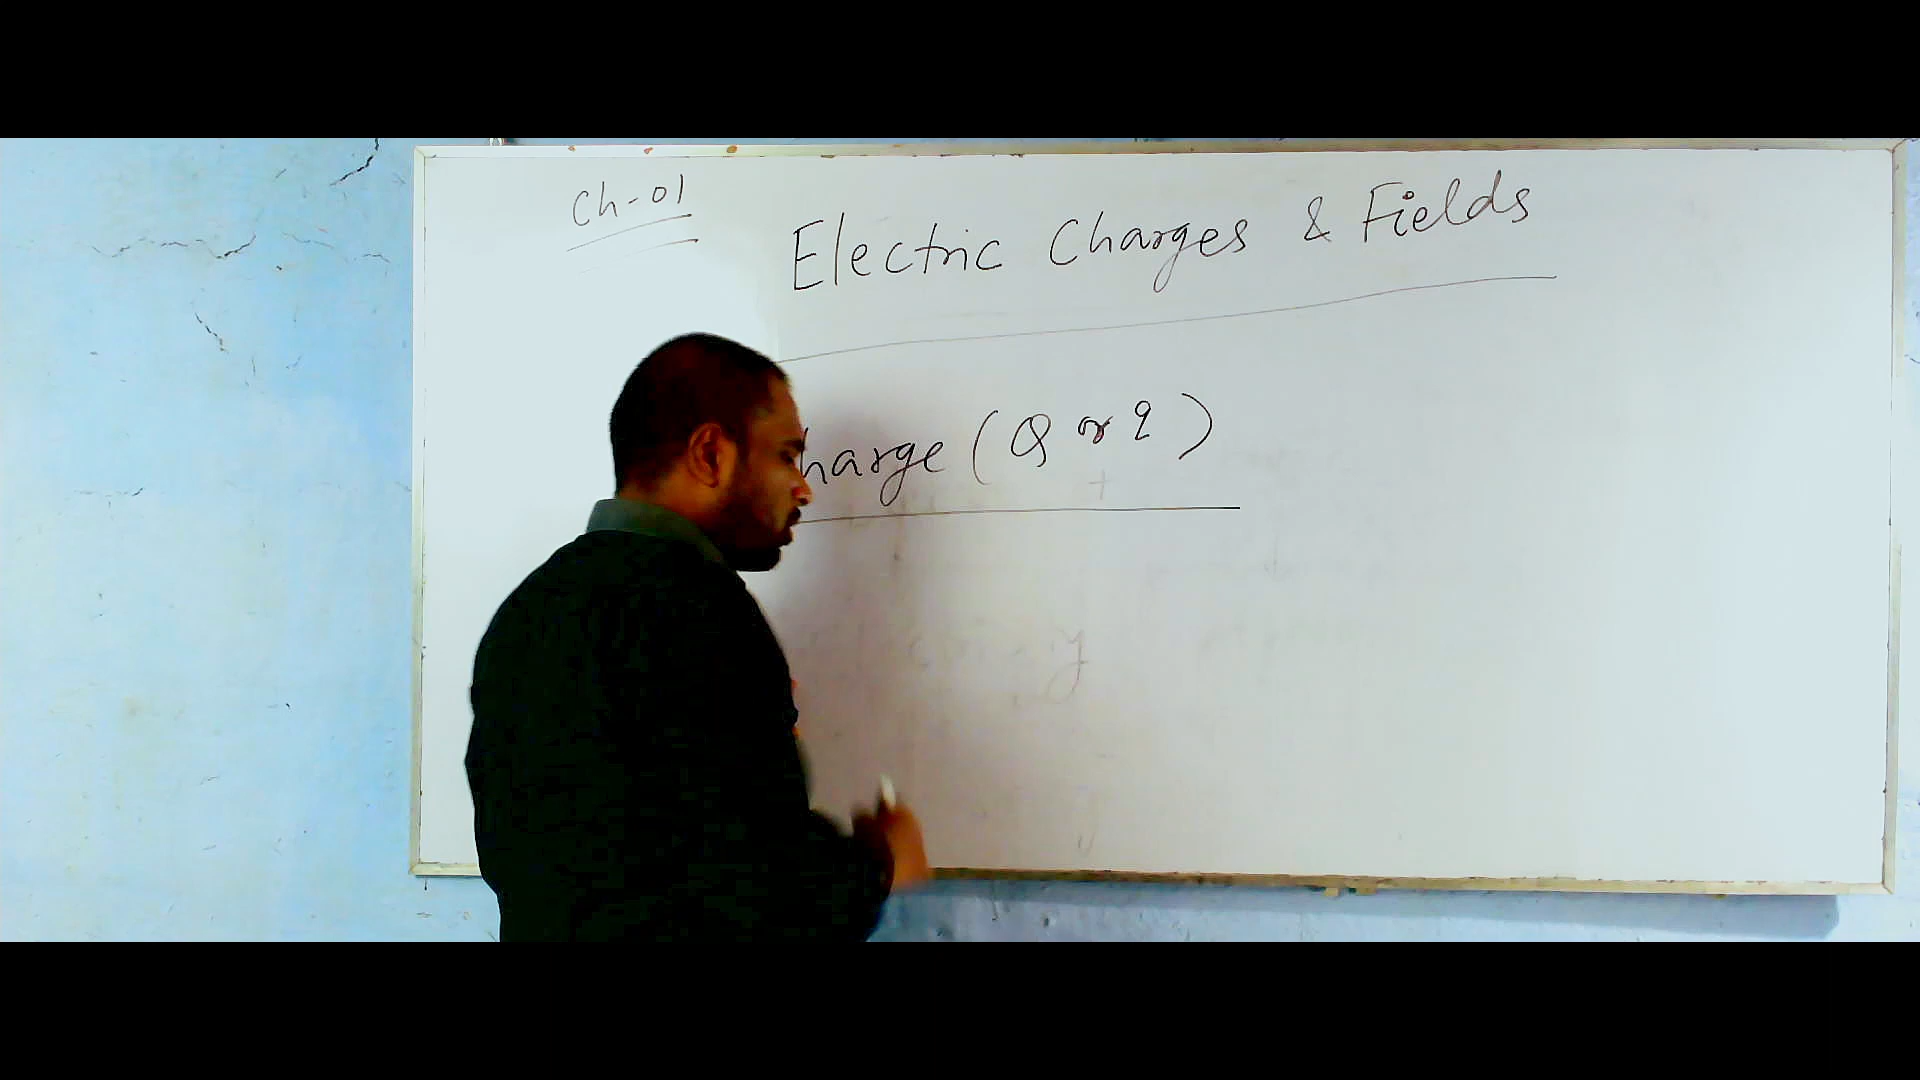 Ch-01
Electric Charges & Fields
harge (Q or q)